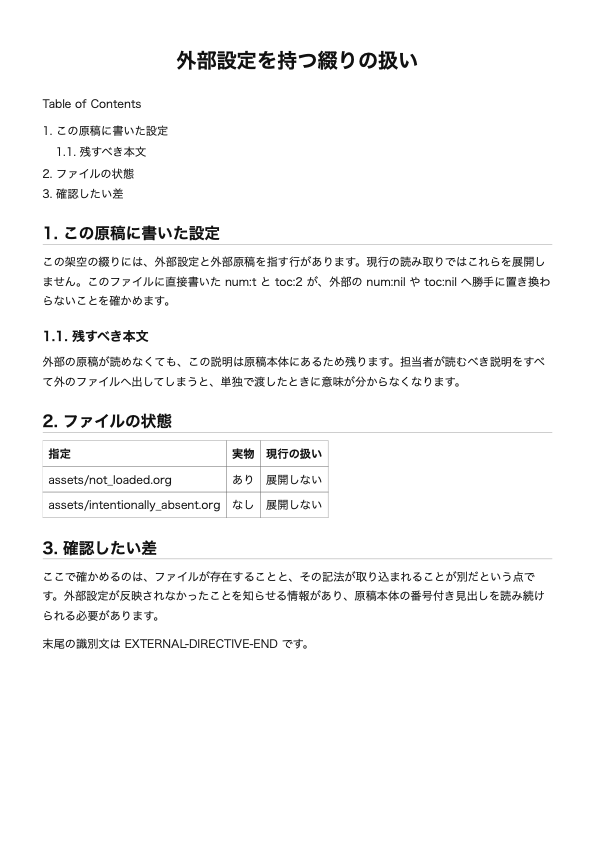 外部設定を持つ綴りの扱い
Table of Contents
1. この原稿に書いた設定
1.1. 残すべき本文
2. ファイルの状態
3. 確認したい差
1. この原稿に書いた設定
この架空の綴りには、外部設定と外部原稿を指す行があります。現行の読み取りではこれらを展開し
ません。このファイルに直接書いた num:t と toc:2 が、外部の num:nil や toc:nil へ勝手に置き換わ
らないことを確かめます。
1.1. 残すべき本文
外部の原稿が読めなくても、この説明は原稿本体にあるため残ります。担当者が読むべき説明をすべ
て外のファイルへ出してしまうと、単独で渡したときに意味が分からなくなります。
2. ファイルの状態
指定 実物 現行の扱い
assets/not_loaded.org あり 展開しない
assets/intentionally_absent.org なし 展開しない
3. 確認したい差
ここで確かめるのは、ファイルが存在することと、その記法が取り込まれることが別だという点で
す。外部設定が反映されなかったことを知らせる情報があり、原稿本体の番号付き見出しを読み続け
られる必要があります。
末尾の識別文は EXTERNAL-DIRECTIVE-END です。